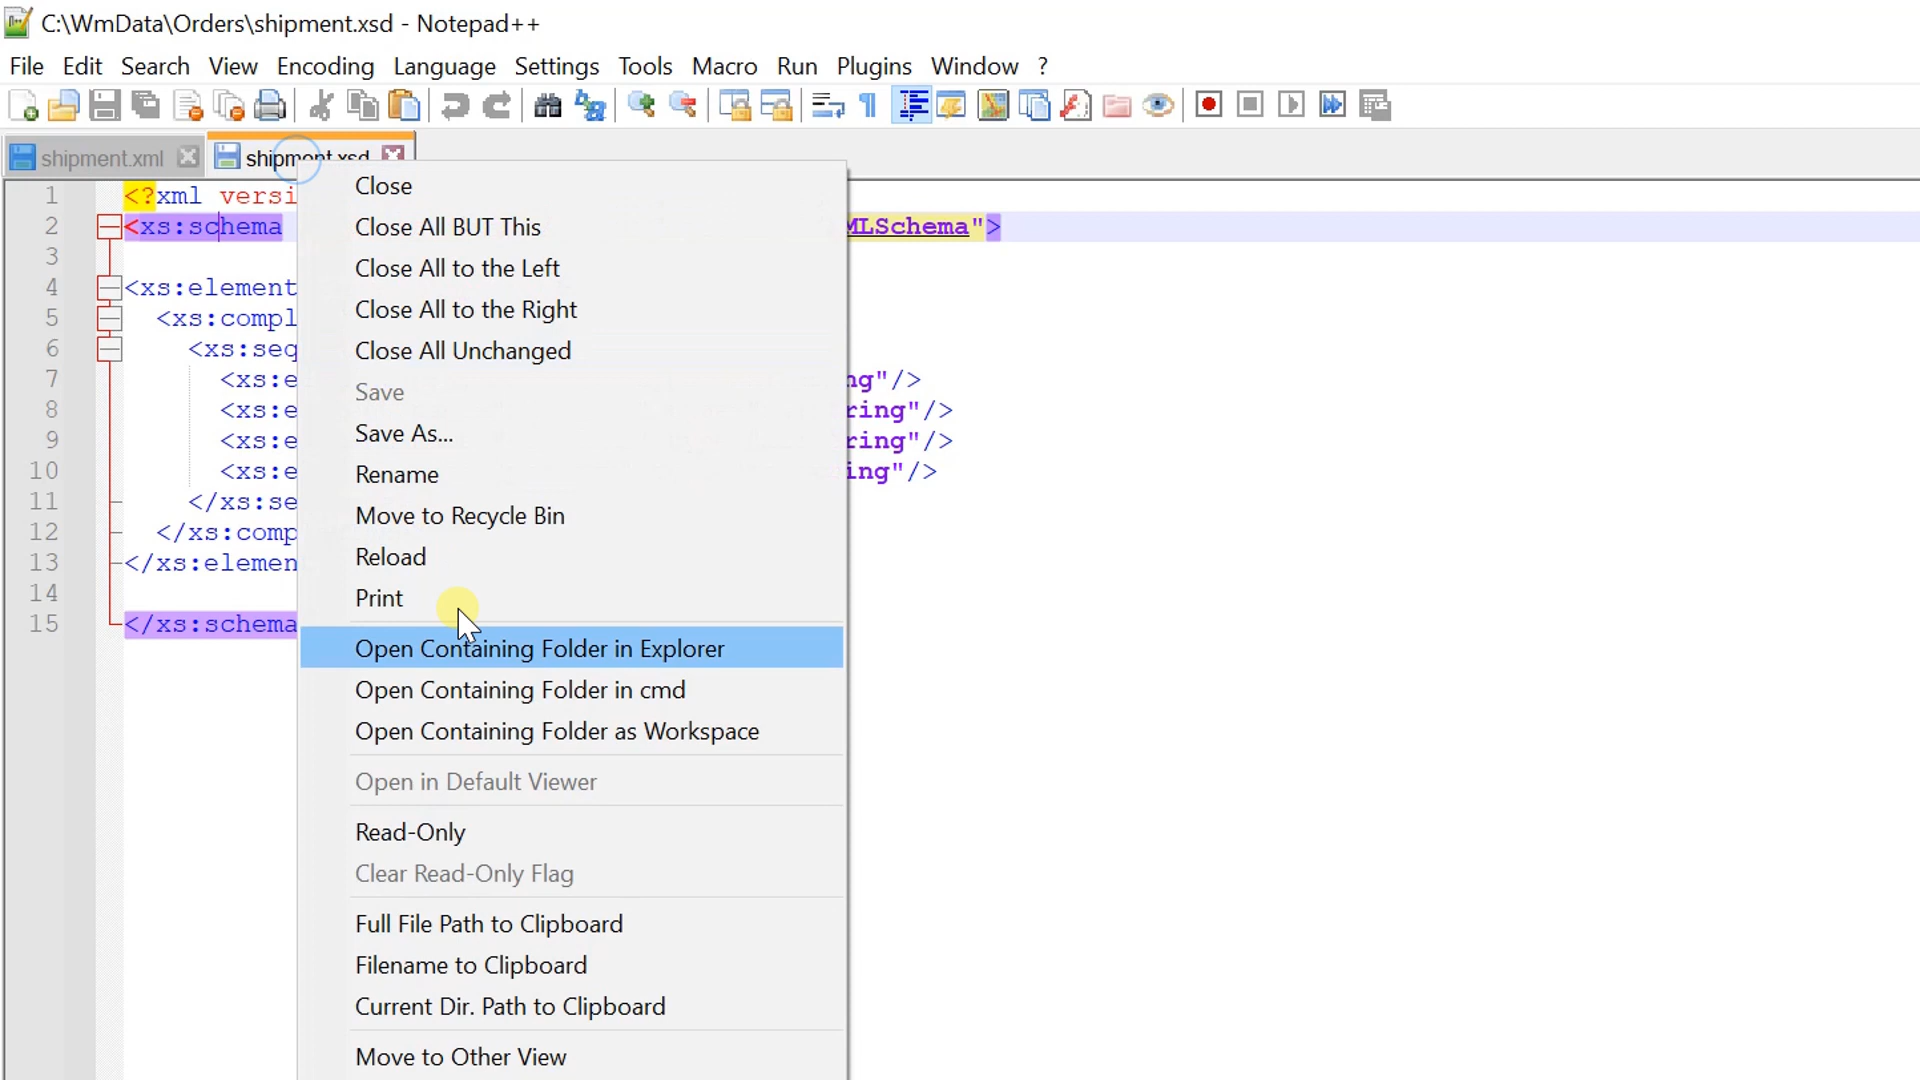 C:\WmData\Orders\shipment.xsd - Notepad++
File Edit Search View Encoding Language Settings Tools Macro Run Plugins Window ?
shipment.xml shipment.xsd
1 <?xml versi
2 <xs:schema MLSchema">
3
4 <xs:element
5 <xs:compl
6 <xs:seq
7 <xs:e ng"/>
8 <xs:e ring"/>
9 <xs:e ring"/>
10 <xs:e ing"/>
11 </xs:se
12 </xs:comp
13 </xs:elemen
14
15 </xs:schema
Close
Close All BUT This
Close All to the Left
Close All to the Right
Close All Unchanged
Save
Save As...
Rename
Move to Recycle Bin
Reload
Print
Open Containing Folder in Explorer
Open Containing Folder in cmd
Open Containing Folder as Workspace
Open in Default Viewer
Read-Only
Clear Read-Only Flag
Full File Path to Clipboard
Filename to Clipboard
Current Dir. Path to Clipboard
Move to Other View